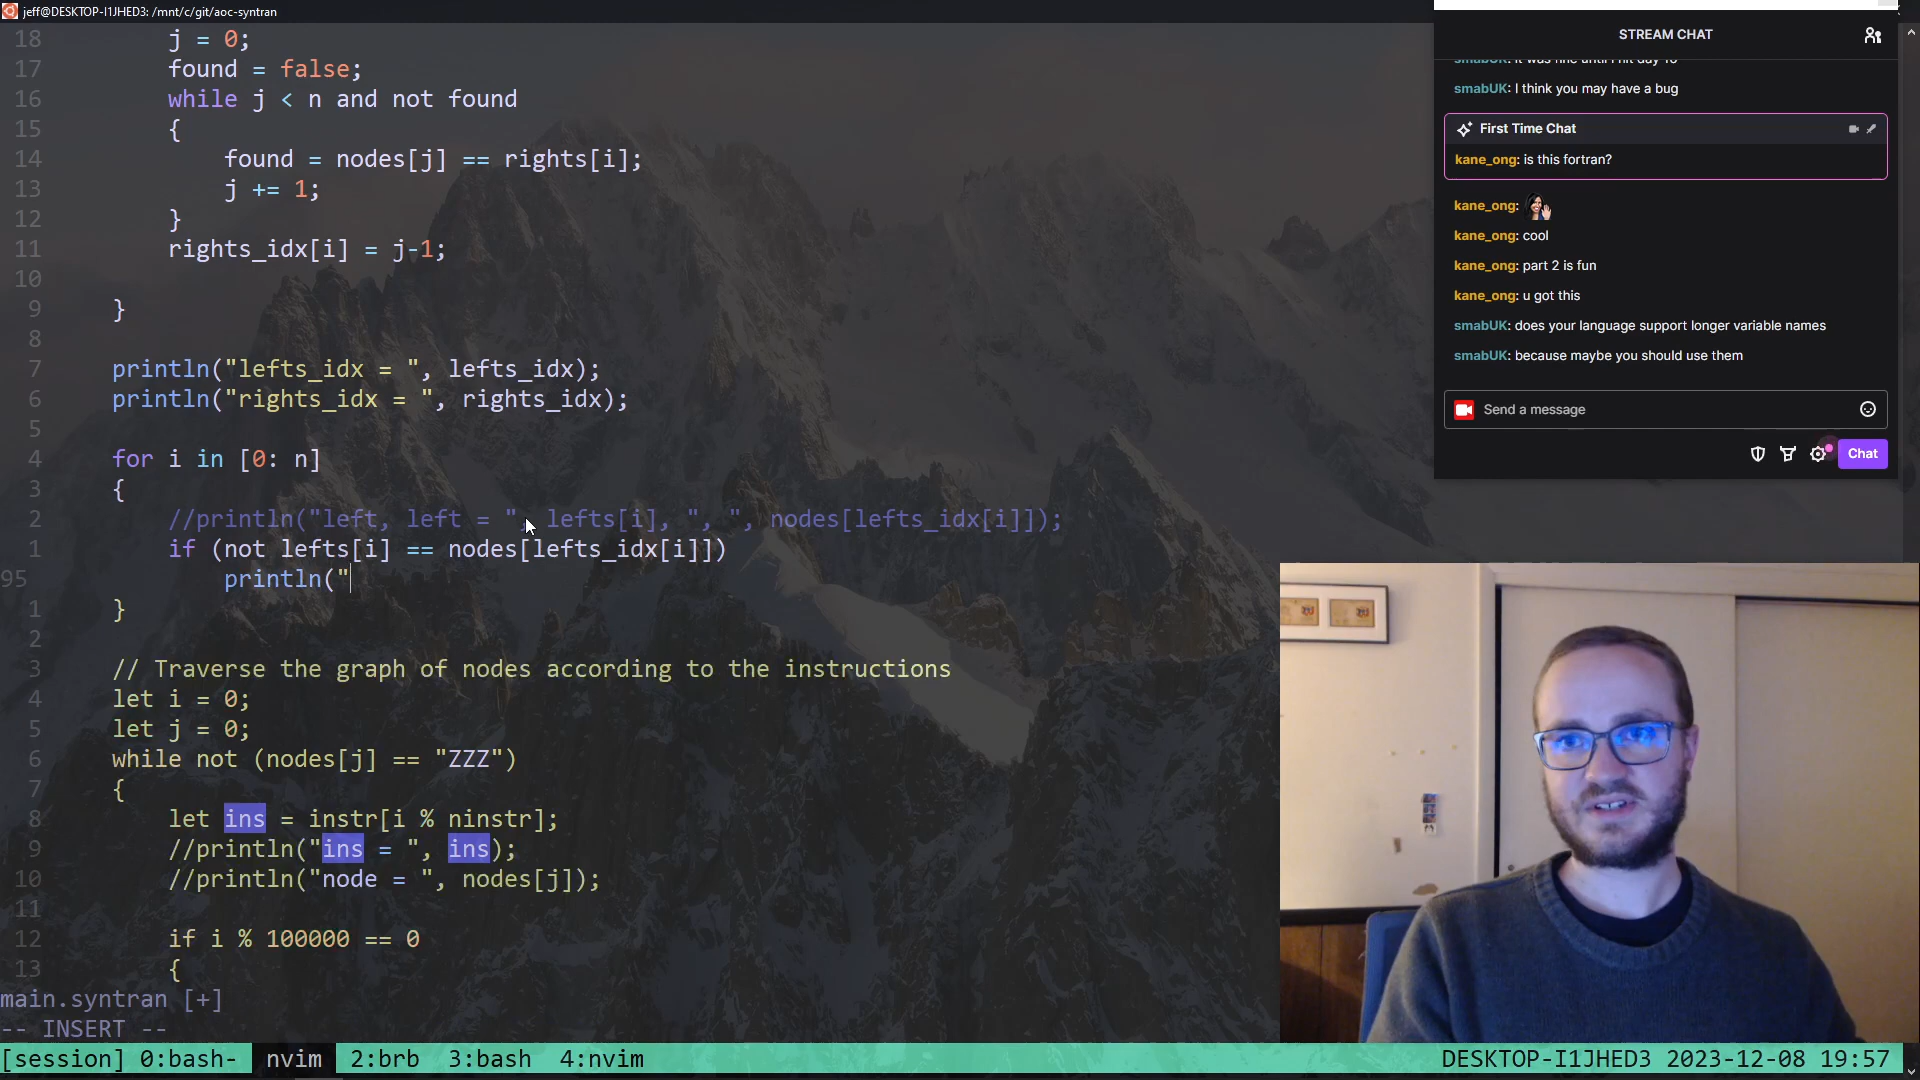 jeff@DESKTOP-I1JHED3: /mnt/c/git/aoc-syntran
18 j = 0;
17 found = false;
16 while j < n and not found
15 {
14 found = nodes[j] == rights[i];
13 j += 1;
12 }
11 rights_idx[i] = j-1;
10
9 }
8
7 println("lefts_idx = ", lefts_idx);
6 println("rights_idx = ", rights_idx);
5
4 for i in [0: n]
3 {
2 //println("left, left = ", lefts[i], ", ", nodes[lefts_idx[i]]);
1 if (not lefts[i] == nodes[lefts_idx[i]])
95 println("
1 }
2
3 // Traverse the graph of nodes according to the instructions
4 let i = 0;
5 let j = 0;
6 while not (nodes[j] == "ZZZ")
7 {
8 let ins = instr[i % ninstr];
9 //println("ins = ", ins);
10 //println("node = ", nodes[j]);
11
12 if i % 100000 == 0
13 {
main.syntran [+]
-- INSERT --
[session] 0:bash- nvim 2:brb 3:bash 4:nvim
DESKTOP-I1JHED3 2023-12-08 19:57
STREAM CHAT
smabUK: it was fine until I hit day 10
smabUK: I think you may have a bug
First Time Chat
kane_ong: is this fortran?
kane_ong:
kane_ong: cool
kane_ong: part 2 is fun
kane_ong: u got this
smabUK: does your language support longer variable names
smabUK: because maybe you should use them
Send a message
Chat